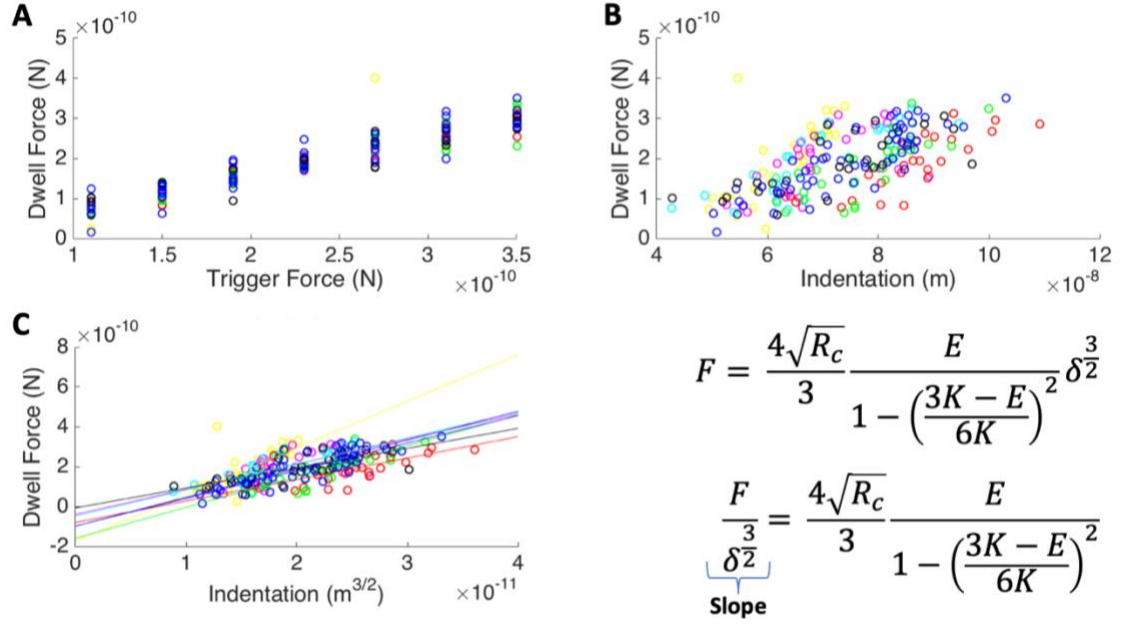 A
×10⁻¹⁰
5
4
3
2
1
0
Dwell Force (N)
1 1.5 2 2.5 3 3.5
Trigger Force (N)
×10⁻¹⁰
B
×10⁻¹⁰
5
4
3
2
1
0
Dwell Force (N)
4 6 8 10 12
Indentation (m)
×10⁻⁸
C
×10⁻¹⁰
8
6
4
2
0
-2
Dwell Force (N)
0 1 2 3 4
Indentation (m³ᐟ²)
×10⁻¹¹
F = 4√R_c / 3 E / (1 − ((3K − E) / 6K)²) δ^(3/2)
F / δ^(3/2) = 4√R_c / 3 E / (1 − ((3K − E) / 6K)²)
Slope